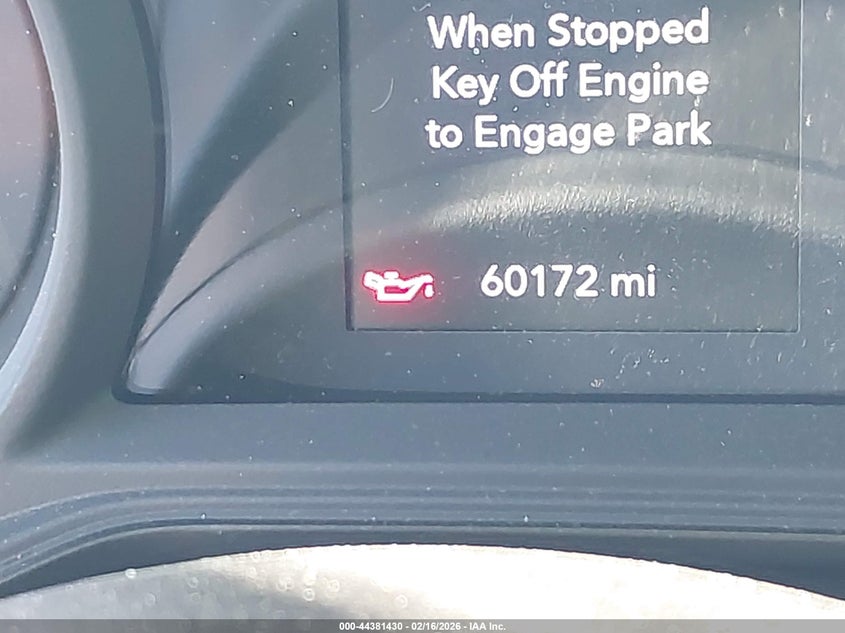 When Stopped
Key Off Engine
to Engage Park
60172 mi
000-44381430 - 02/16/2026 - IAA Inc.